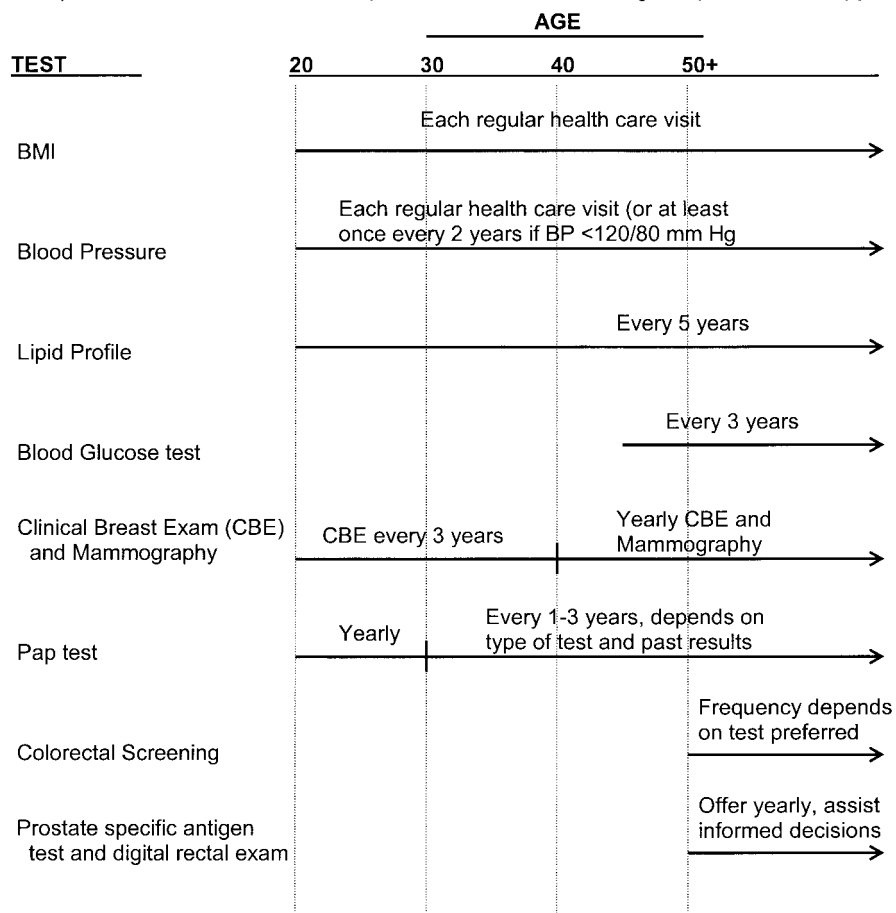 AGE
TEST 20 30 40 50+
Each regular health care visit
BMI
Each regular health care visit (or at least
once every 2 years if BP <120/80 mm Hg
Blood Pressure
Every 5 years
Lipid Profile
Every 3 years
Blood Glucose test
Clinical Breast Exam (CBE)
and Mammography
CBE every 3 years
Yearly CBE and
Mammography
Pap test
Yearly
Every 1-3 years, depends on
type of test and past results
Frequency depends
on test preferred
Colorectal Screening
Prostate specific antigen
test and digital rectal exam
Offer yearly, assist
informed decisions